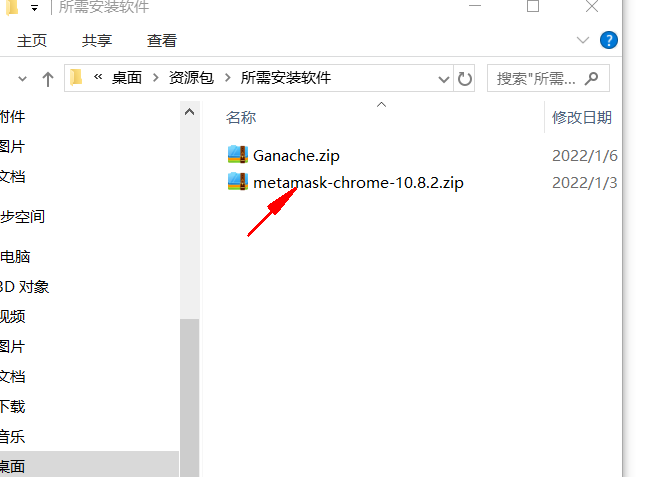 所需安装软件
主页 共享 查看
« 桌面 › 资源包 › 所需安装软件 搜索"所需...
名称 修改日期
附件
图片
文档
步空间
电脑
3D 对象
视频
图片
文档
下载
音乐
桌面
Ganache.zip 2022/1/6
metamask-chrome-10.8.2.zip 2022/1/3